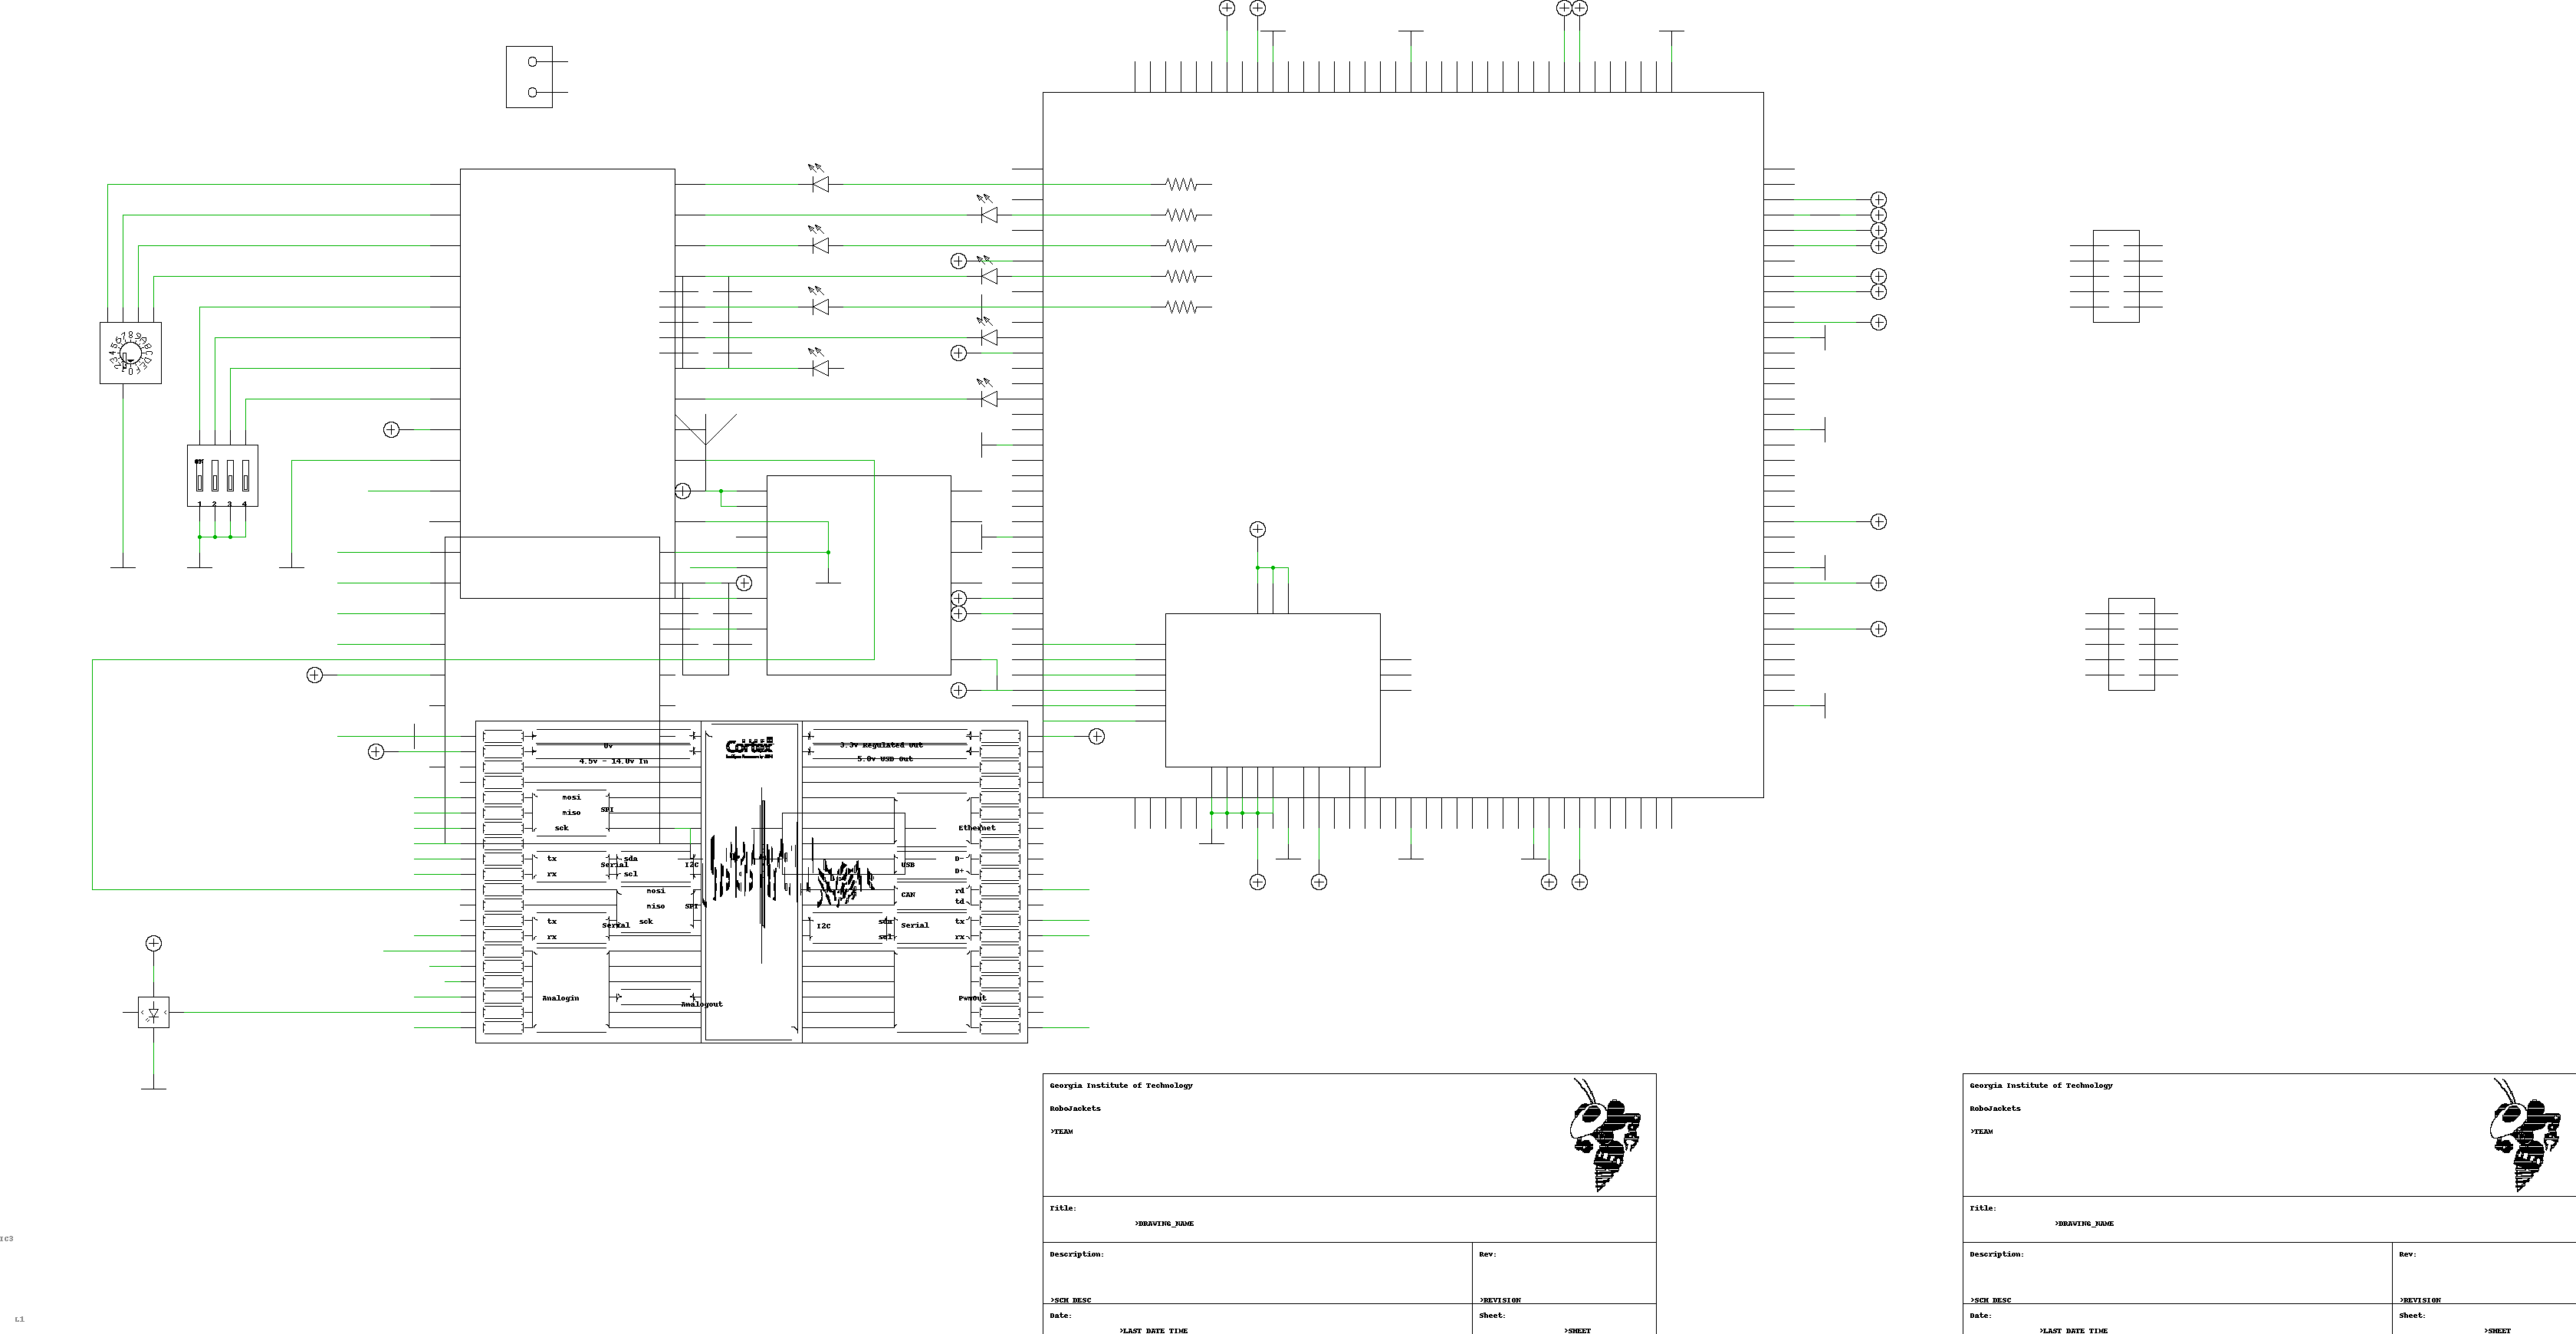 1 2 3 4
Cortex
0v
3.3v Regulated Out
4.5v - 14.0v In
5.0v USB Out
mosi
SPI
miso
sck
Ethernet
tx
sda
Serial
I2C
rx
scl
USB
D-
D+
mosi
CAN
rd
miso
SPI
td
tx
sck
Serial
rx
I2C
sda
scl
Serial
tx
rx
AnalogIn
AnalogOut
PwmOut
Georgia Institute of Technology
RoboJackets
>TEAM
Title:
>DRAWING_NAME
Description:
Rev:
>SCH_DESC
>REVISION
Date:
Sheet:
>LAST_DATE_TIME
>SHEET
Georgia Institute of Technology
RoboJackets
>TEAM
Title:
>DRAWING_NAME
Description:
Rev:
>SCH_DESC
>REVISION
Date:
Sheet:
>LAST_DATE_TIME
>SHEET
IC3
L1